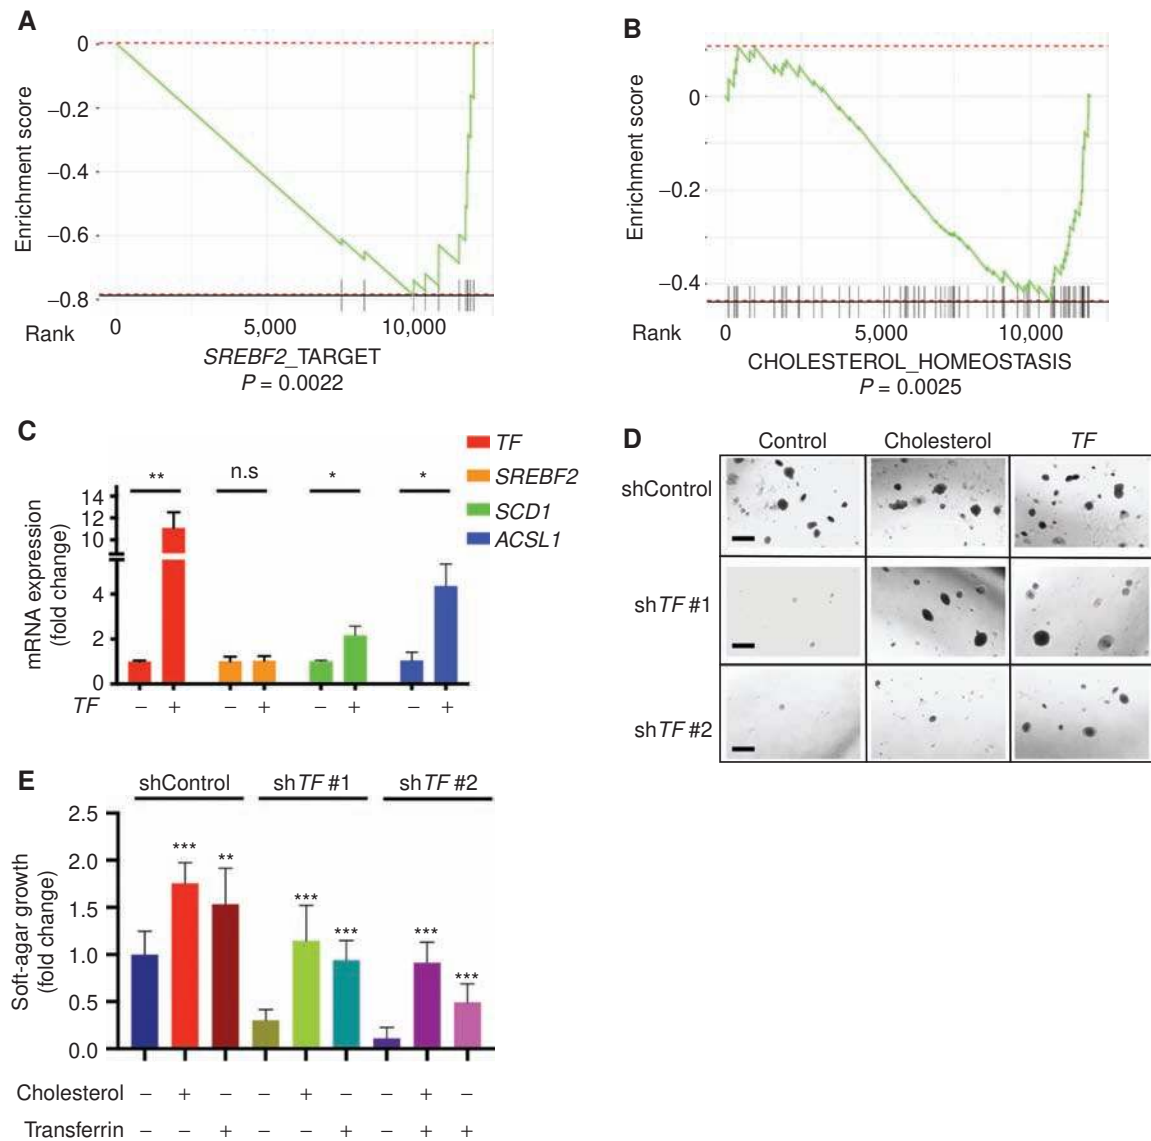 A
Enrichment score
0
−0.2
−0.4
−0.6
−0.8
Rank 0 5,000 10,000
SREBF2_TARGET
P = 0.0022
B
Enrichment score
0
−0.2
−0.4
Rank 0 5,000 10,000
CHOLESTEROL_HOMEOSTASIS
P = 0.0025
C
mRNA expression
(fold change)
14
12
10
4
2
0
** n.s * *
TF
SREBF2
SCD1
ACSL1
TF − + − + − + − +
D
Control Cholesterol TF
shControl
shTF #1
shTF #2
E
shControl shTF #1 shTF #2
Soft-agar growth
(fold change)
2.5
2.0
1.5
1.0
0.5
0.0
*** ** *** *** *** ***
Cholesterol − + − − + − − + −
Transferrin − − + − − + − + +